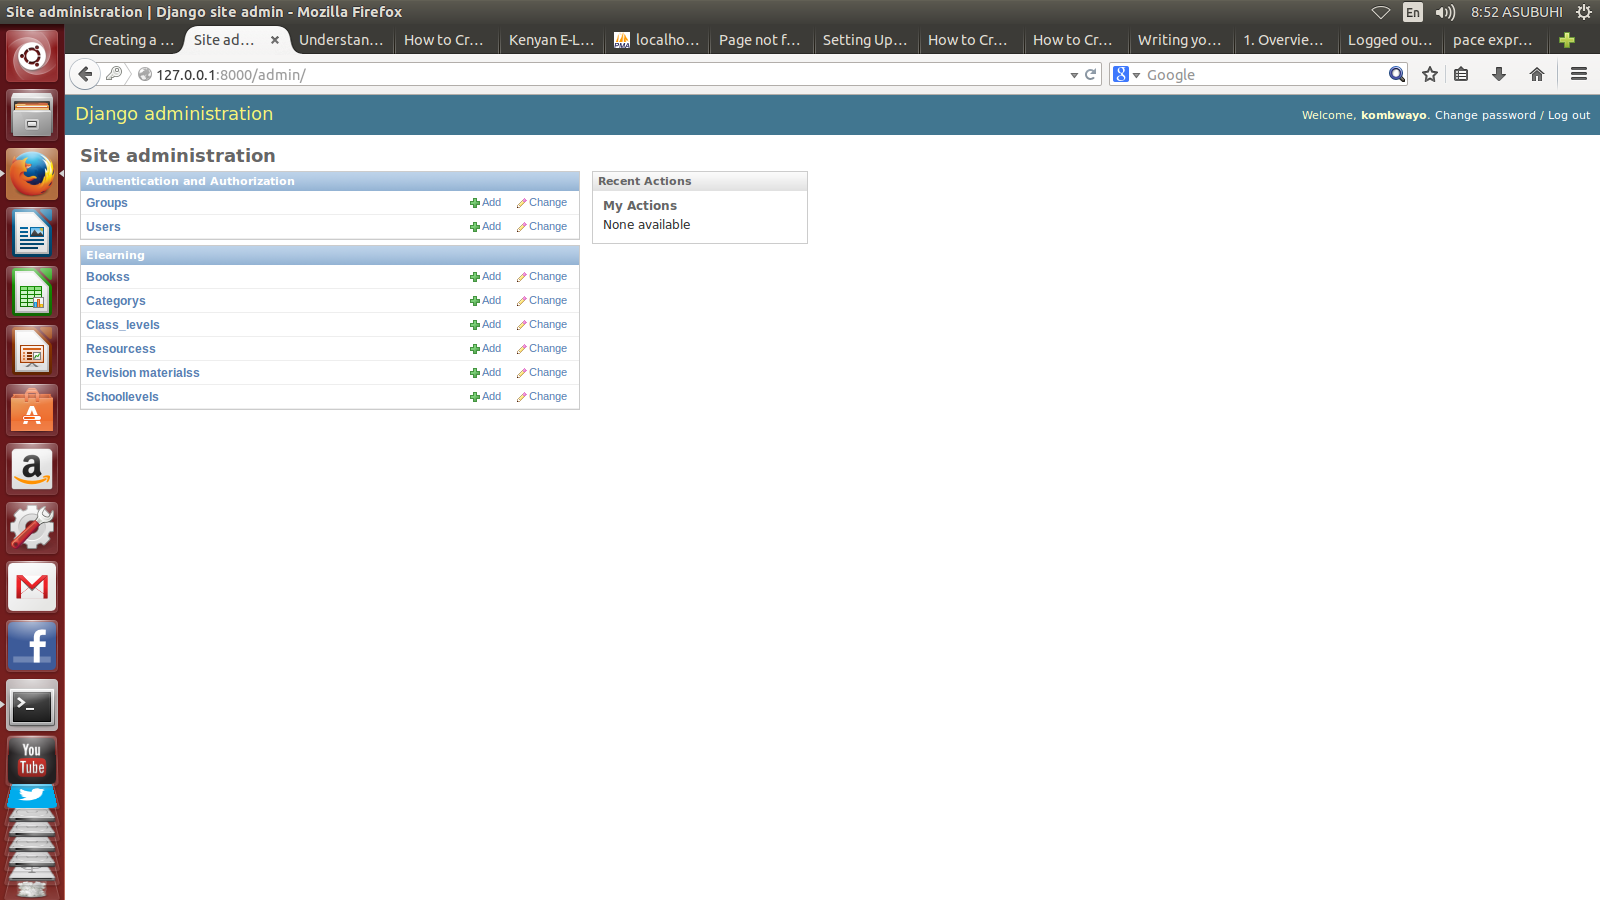 Site administration | Django site admin - Mozilla Firefox
En
8:52 ASUBUHI
Creating a ...
Site ad...
Understan...
How to Cr...
Kenyan E-L...
localho...
Page not f...
Setting Up...
How to Cr...
How to Cr...
Writing yo...
1. Overvie...
Logged ou...
pace expr...
127.0.0.1:8000/admin/
Google
Django administration
Welcome, kombwayo. Change password / Log out
Site administration
Authentication and Authorization
Groups Add Change
Users Add Change
Elearning
Bookss Add Change
Categorys Add Change
Class_levels Add Change
Resourcess Add Change
Revision materialss Add Change
Schoollevels Add Change
Recent Actions
My Actions
None available
You
Tube